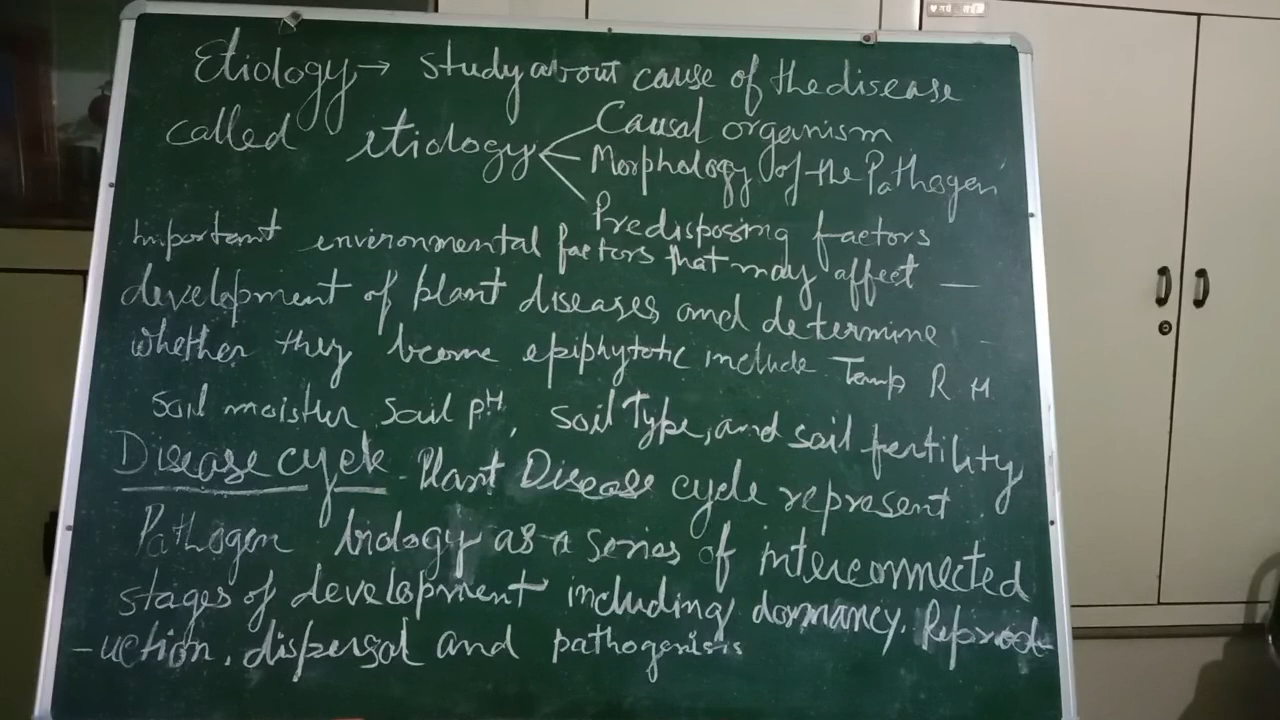 Etiology → study about cause of the disease
called etiology Causal organism
Morphology of the Pathogen
Predisposing factors
Important environmental factors that may affect —
development of plant diseases and determine
whether they become epiphytotic include Temp R H
soil moistur, soil pH, soil Type, and soil fertility
Disease cycle - Plant Disease cycle represent
Pathogen biology as a series of interconnected
stages of development including dormancy. Reprod
-uction, dispersal and pathogenisis